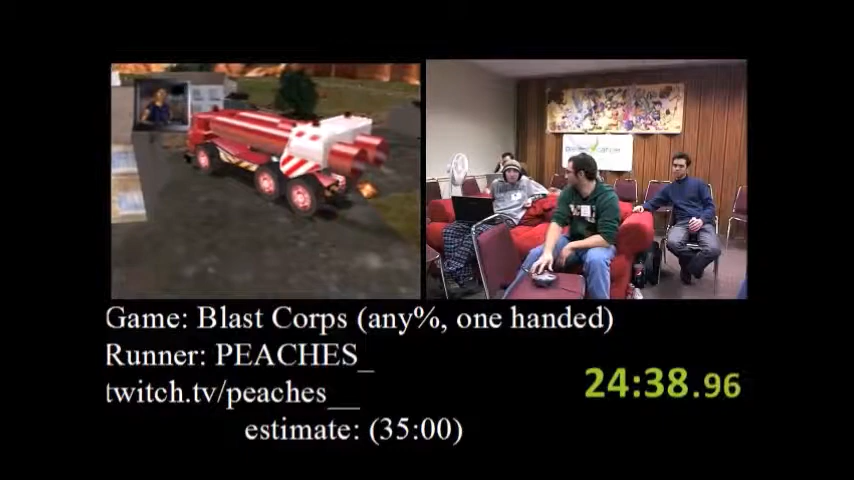 Game: Blast Corps (any%, one handed)
Runner: PEACHES_
twitch.tv/peaches__
24:38.96
estimate: (35:00)